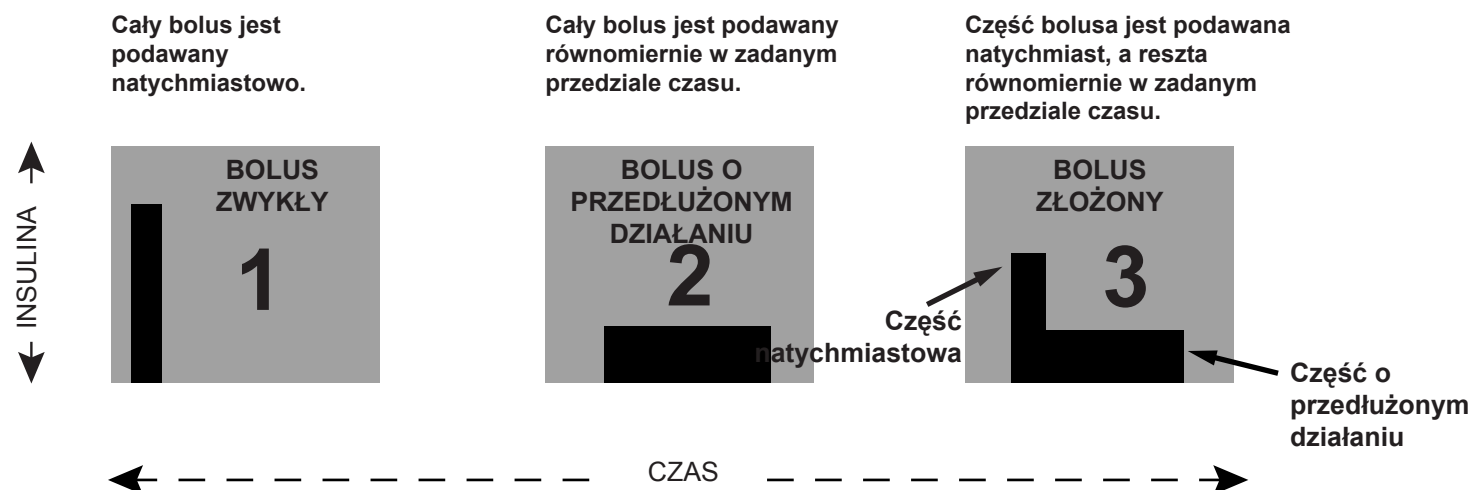 Cały bolus jest
podawany
natychmiastowo.
Cały bolus jest podawany
równomiernie w zadanym
przedziale czasu.
Część bolusa jest podawana
natychmiast, a reszta
równomiernie w zadanym
przedziale czasu.
INSULINA
BOLUS
ZWYKŁY
1
BOLUS O
PRZEDŁUŻONYM
DZIAŁANIU
2
BOLUS
ZŁOŻONY
3
Część
natychmiastowa
Część o
przedłużonym
działaniu
CZAS